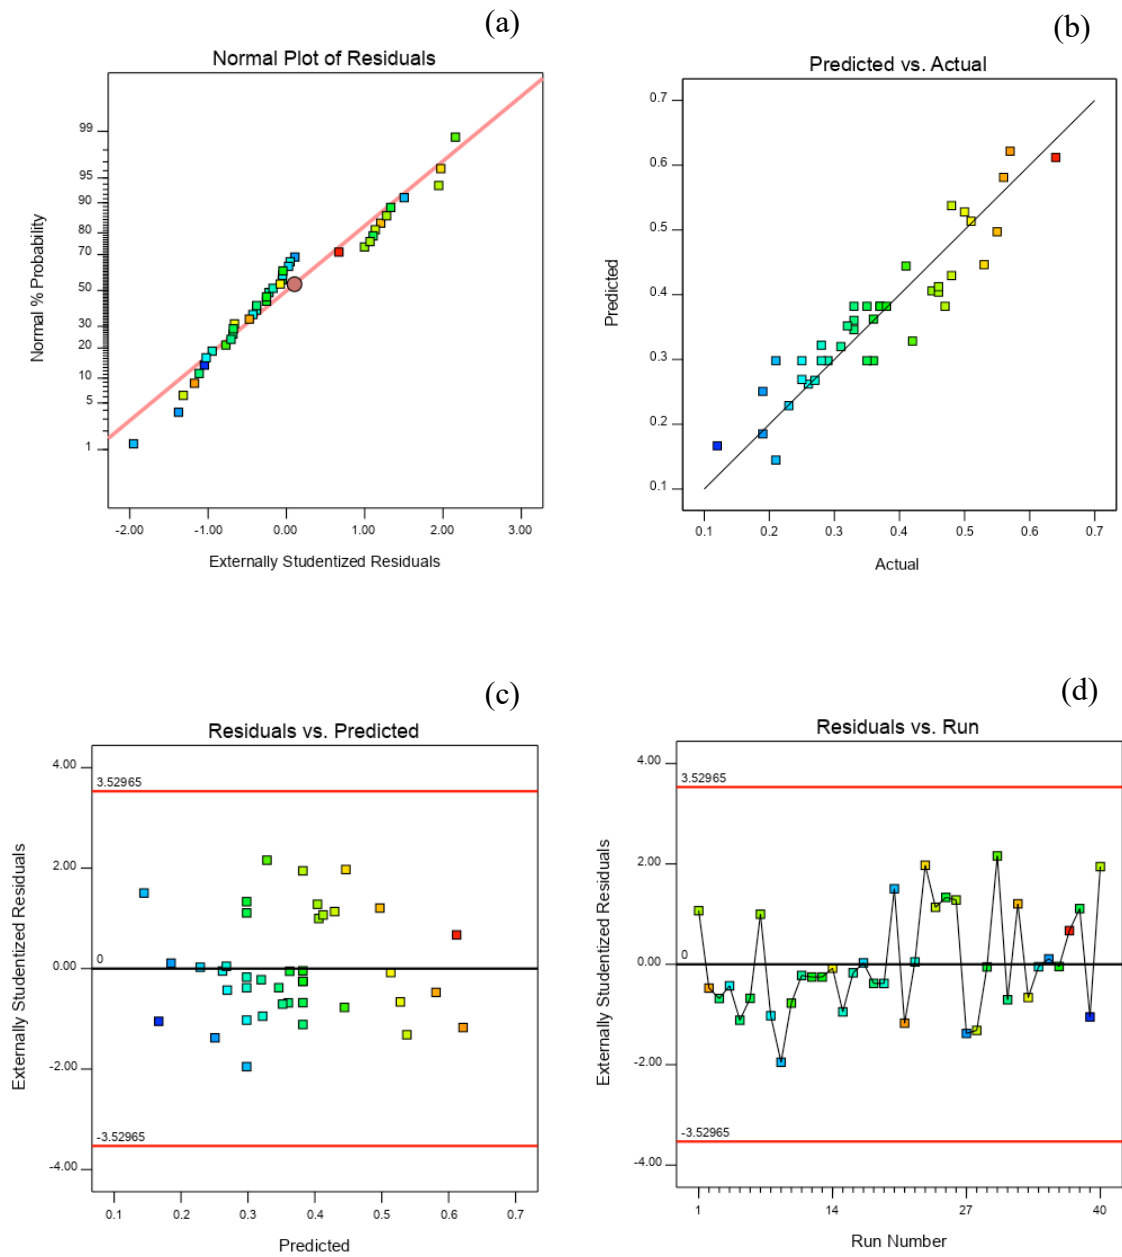 (a)
Normal Plot of Residuals
Normal % Probability
99
95
90
80
70
50
30
20
10
5
1
-2.00 -1.00 0.00 1.00 2.00 3.00
Externally Studentized Residuals
(b)
Predicted vs. Actual
Predicted
0.7
0.6
0.5
0.4
0.3
0.2
0.1
0.1 0.2 0.3 0.4 0.5 0.6 0.7
Actual
(c)
Residuals vs. Predicted
Externally Studentized Residuals
4.00
3.52965
2.00
0
0.00
-2.00
-3.52965
-4.00
0.1 0.2 0.3 0.4 0.5 0.6 0.7
Predicted
(d)
Residuals vs. Run
Externally Studentized Residuals
4.00
3.52965
2.00
0
0.00
-2.00
-3.52965
-4.00
1 14 27 40
Run Number